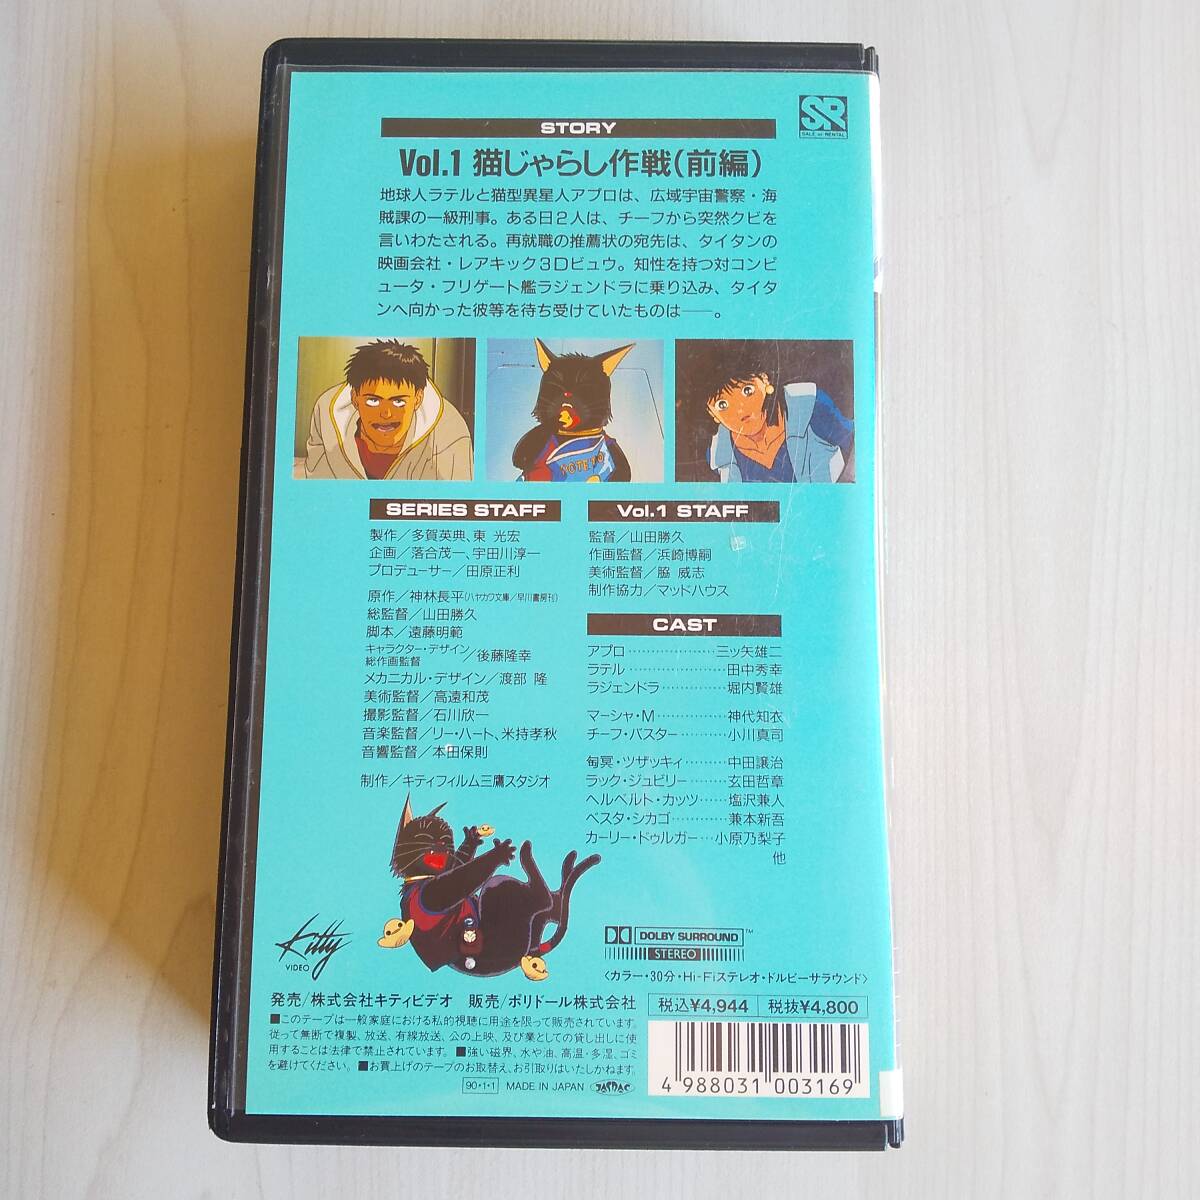 SR
SALE or RENTAL
STORY
Vol.1 猫じゃらし作戦(前編)
地球人ラテルと猫型異星人アプロは、広域宇宙警察・海
賊課の一級刑事。ある日2人は、チーフから突然クビを
言いわたされる。再就職の推薦状の宛先は、タイタンの
映画会社・レアキック3Dビュウ。知性を持つ対コンピ
ュータ・フリゲート艦ラジェンドラに乗り込み、タイタ
ンへ向かった彼等を待ち受けていたものは——。
SERIES STAFF
製作/多賀英典、東 光宏
企画/落合茂一、宇田川淳一
プロデューサー/田原正利
原作/神林長平(ハヤカワ文庫/早川書房刊)
総監督/山田勝久
脚本/遠藤明範
キャラクター・デザイン
総作画監督/後藤隆幸
メカニカル・デザイン/渡部 隆
美術監督/高遠和茂
撮影監督/石川欣一
音楽監督/リー・ハート、米持孝秋
音響監督/本田保則
制作/キティフィルム三鷹スタジオ
Vol.1 STAFF
監督/山田勝久
作画監督/浜崎博嗣
美術監督/脇 威志
制作協力/マッドハウス
CAST
アプロ…………………三ッ矢雄二
ラテル…………………田中秀幸
ラジェンドラ…………堀内賢雄
マーシャ・M……………神代知衣
チーフ・バスター………小川真司
匋冥・ツザッキィ………中田譲治
ラック・ジュビリー……玄田哲章
ヘルベルト・カッツ……塩沢兼人
ベスタ・シカゴ…………兼本新吾
カーリー・ドゥルガー…小原乃梨子
他
Kitty
VIDEO
DOLBY SURROUND™
STEREO
〈カラー・30分・Hi-Fiステレオ・ドルビーサラウンド〉
発売/株式会社キティビデオ 販売/ポリドール株式会社
税込¥4,944 税抜¥4,800
■このテープは一般家庭における私的視聴に用途を限って販売されています。
従って無断で複製、放送、有線放送、公の上映、及び業としての貸し出しに使
用することは法律で禁止されています。■強い磁界、水や油、高温・多湿、ゴミ
を避けてください。■お買上げのテープのお取替え、お引取りはいたしかねます。
90・1・1 MADE IN JAPAN JASRAC
4 988031 003169